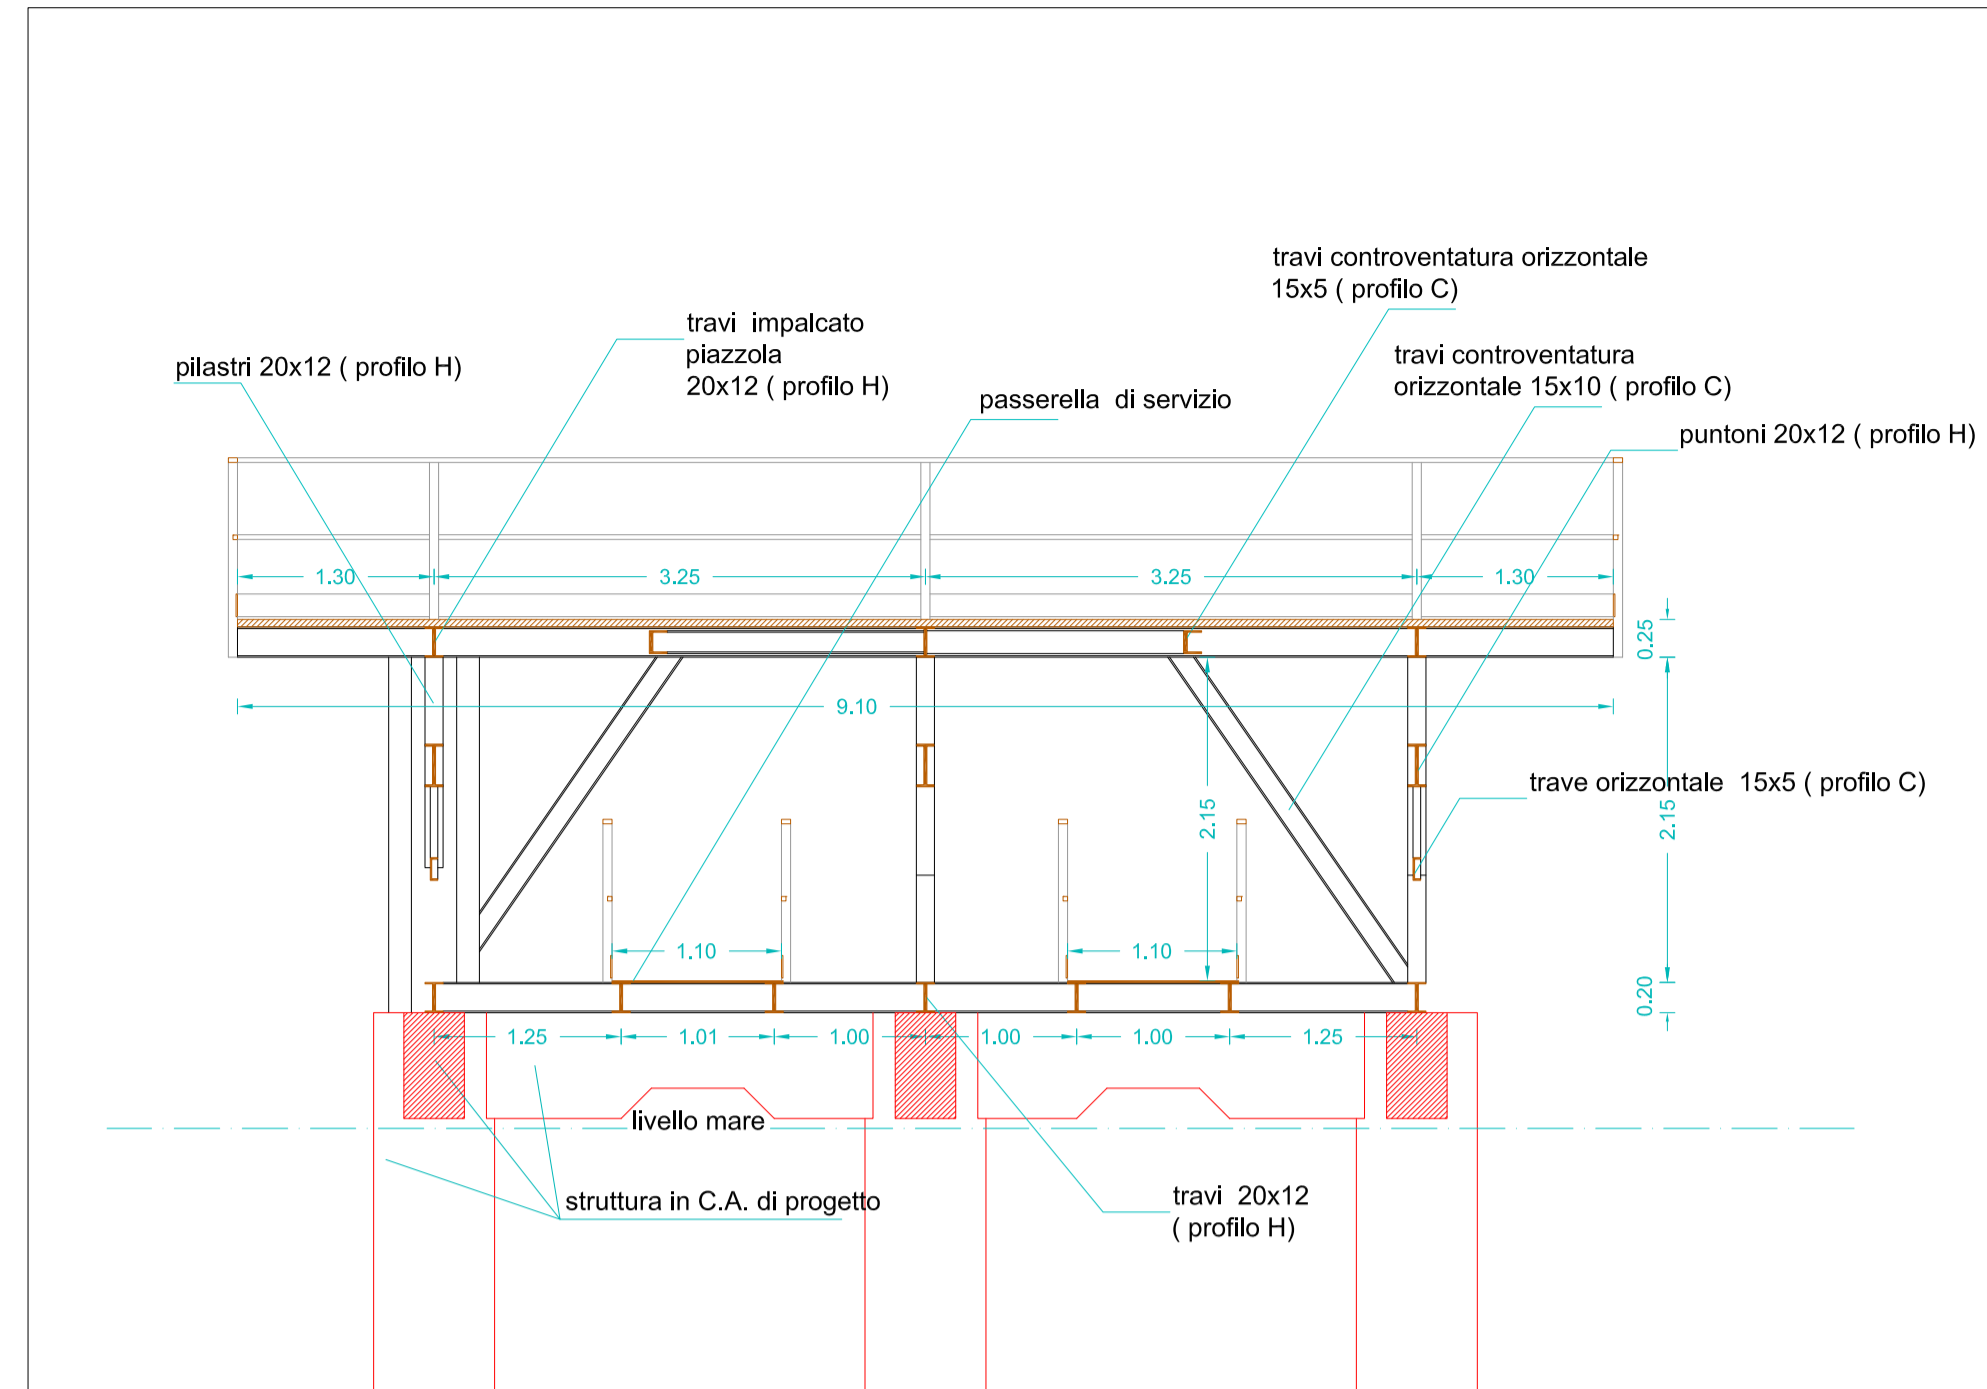 travi controventatura orizzontale
15x5 ( profilo C)
travi impalcato
piazzola
20x12 ( profilo H)
pilastri 20x12 ( profilo H)
travi controventatura
orizzontale 15x10 ( profilo C)
passerella di servizio
puntoni 20x12 ( profilo H)
1.30
3.25
3.25
1.30
0.25
9.10
trave orizzontale 15x5 ( profilo C)
2.15
2.15
1.10
1.10
0.20
1.25
1.01
1.00
1.00
1.00
1.25
livello mare
struttura in C.A. di progetto
travi 20x12
( profilo H)